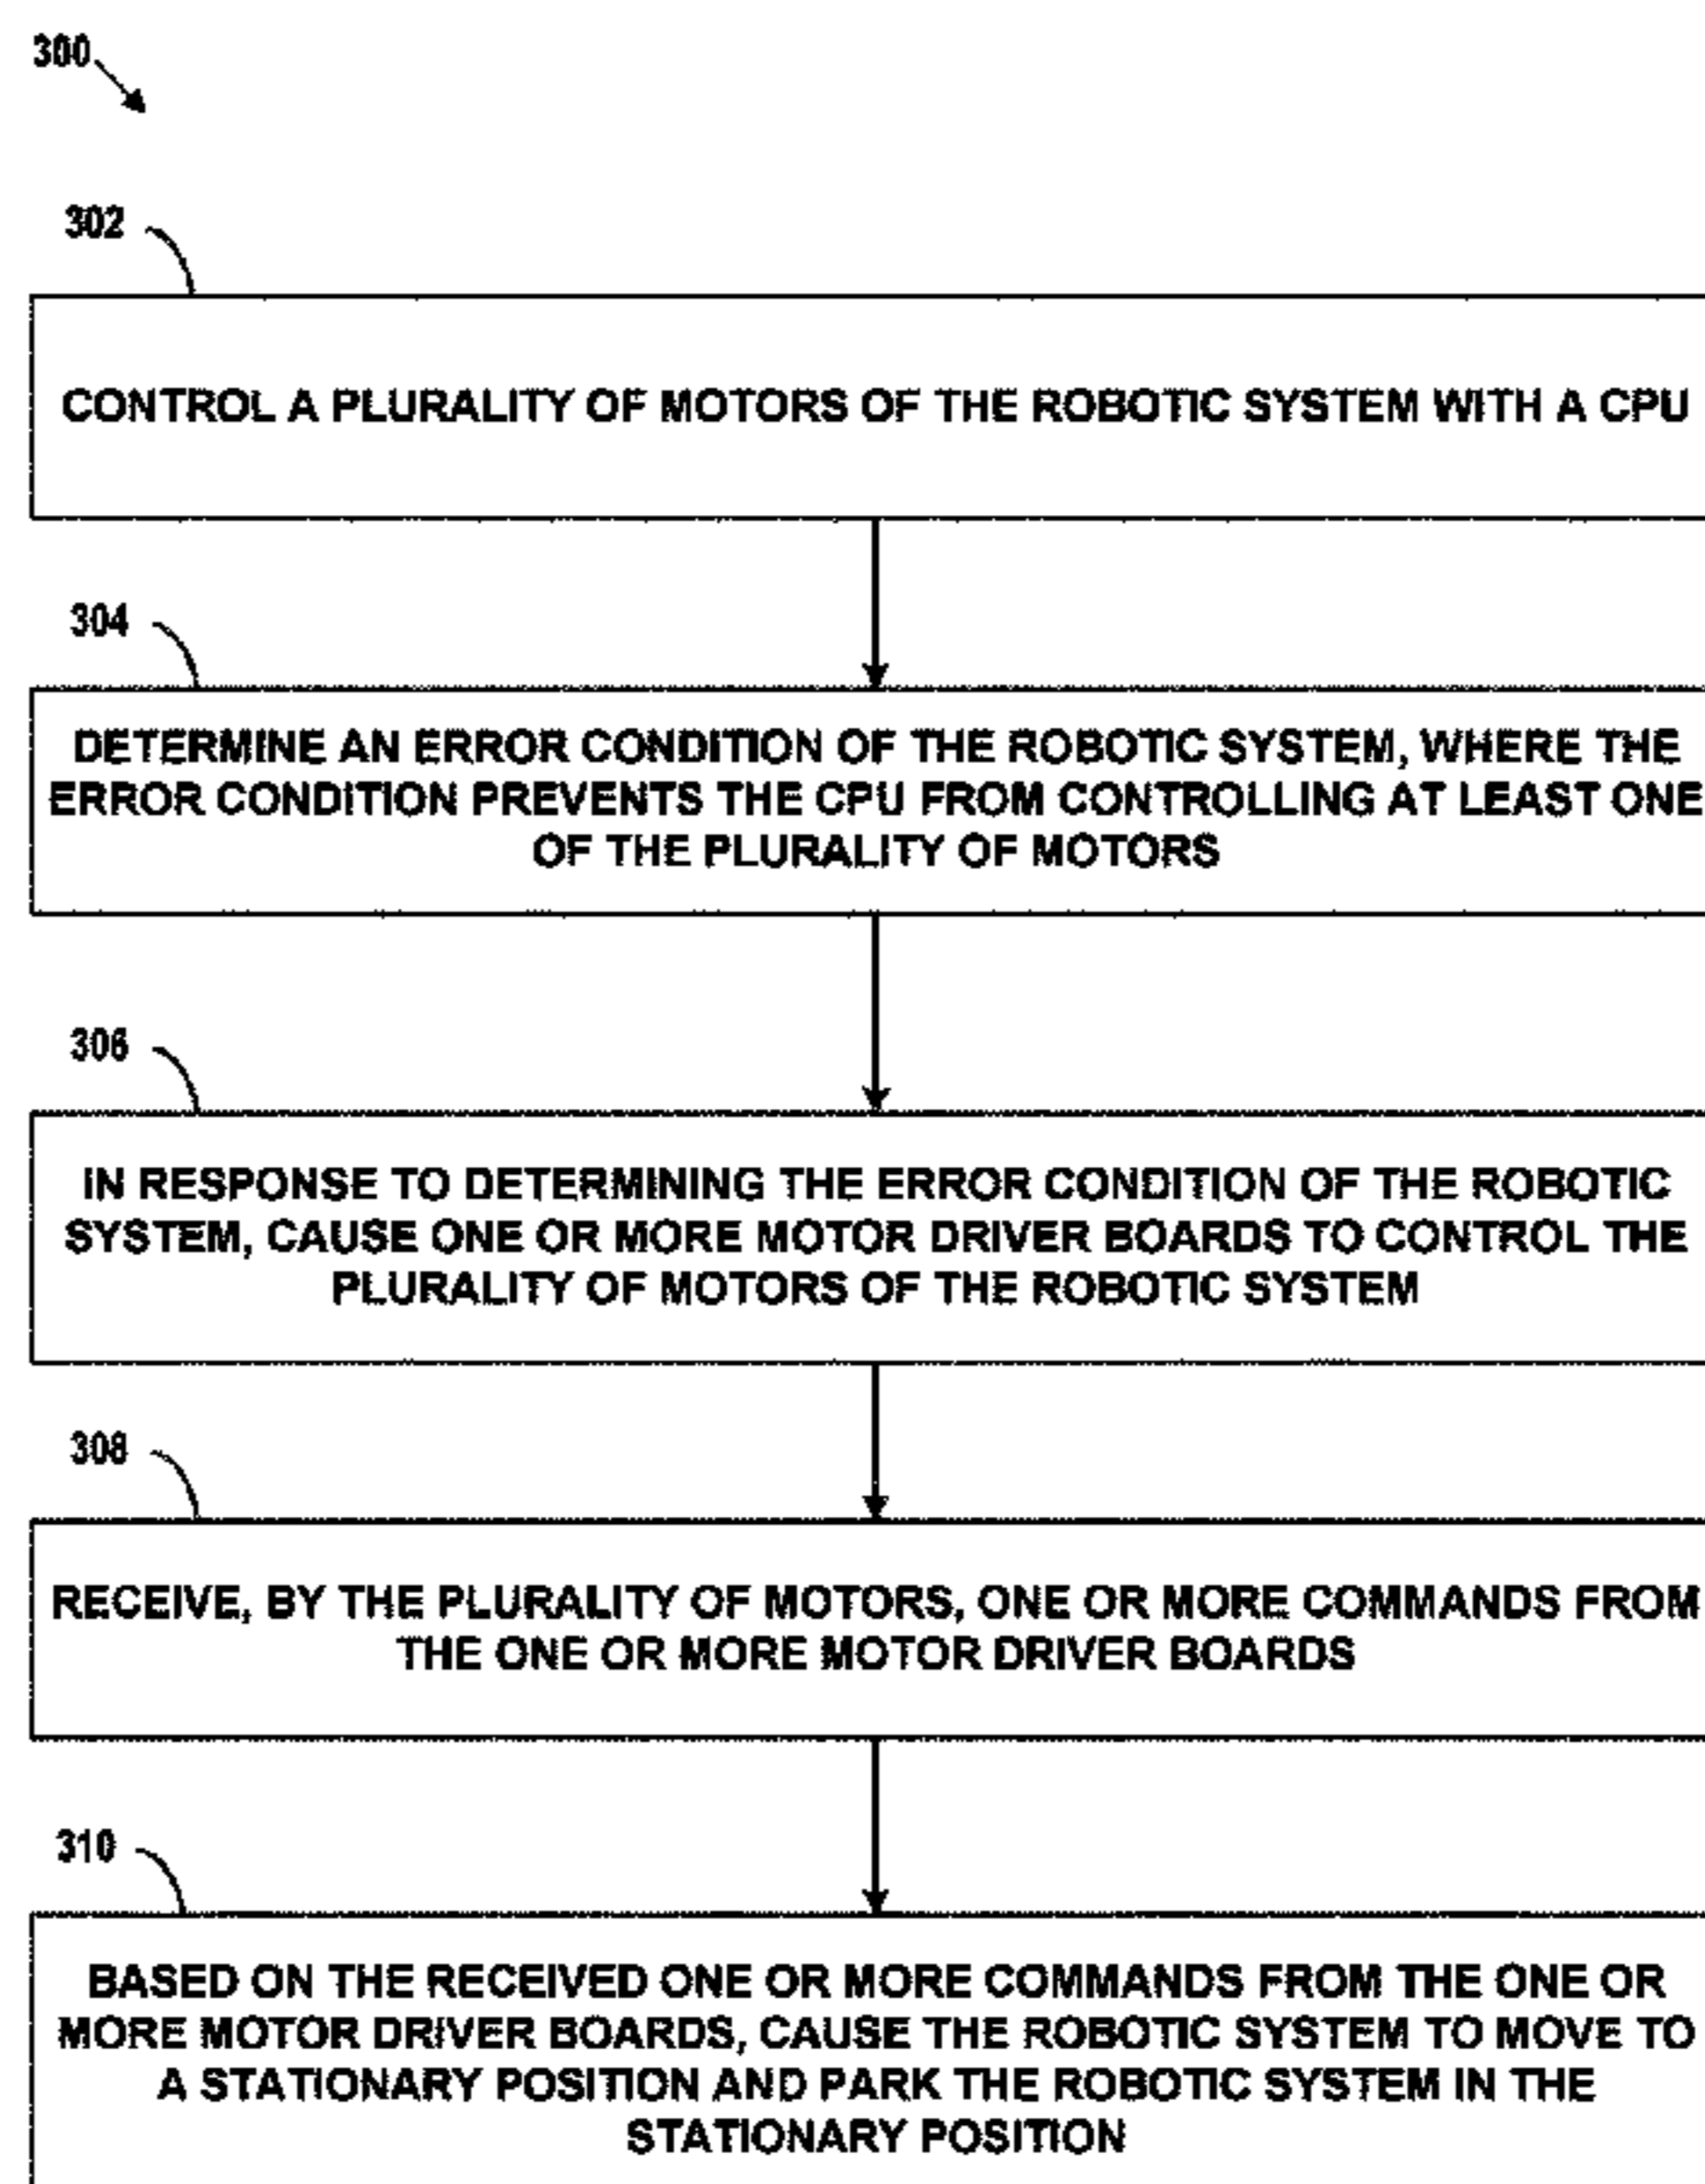 300
302
CONTROL A PLURALITY OF MOTORS OF THE ROBOTIC SYSTEM WITH A CPU
304
DETERMINE AN ERROR CONDITION OF THE ROBOTIC SYSTEM, WHERE THE
ERROR CONDITION PREVENTS THE CPU FROM CONTROLLING AT LEAST ONE
OF THE PLURALITY OF MOTORS
306
IN RESPONSE TO DETERMINING THE ERROR CONDITION OF THE ROBOTIC
SYSTEM, CAUSE ONE OR MORE MOTOR DRIVER BOARDS TO CONTROL THE
PLURALITY OF MOTORS OF THE ROBOTIC SYSTEM
308
RECEIVE, BY THE PLURALITY OF MOTORS, ONE OR MORE COMMANDS FROM
THE ONE OR MORE MOTOR DRIVER BOARDS
310
BASED ON THE RECEIVED ONE OR MORE COMMANDS FROM THE ONE OR
MORE MOTOR DRIVER BOARDS, CAUSE THE ROBOTIC SYSTEM TO MOVE TO
A STATIONARY POSITION AND PARK THE ROBOTIC SYSTEM IN THE
STATIONARY POSITION